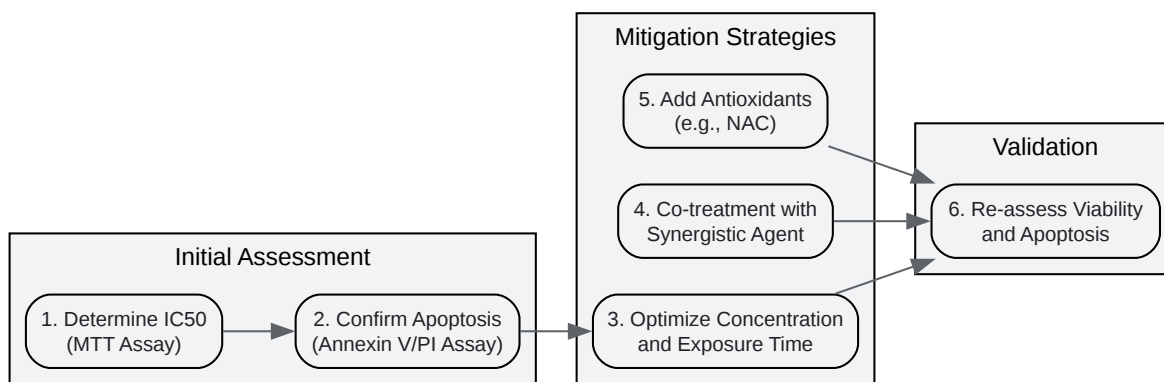 Initial Assessment
1. Determine IC50
(MTT Assay)
2. Confirm Apoptosis
(Annexin V/PI Assay)
Mitigation Strategies
5. Add Antioxidants
(e.g., NAC)
4. Co-treatment with
Synergistic Agent
3. Optimize Concentration
and Exposure Time
Validation
6. Re-assess Viability
and Apoptosis